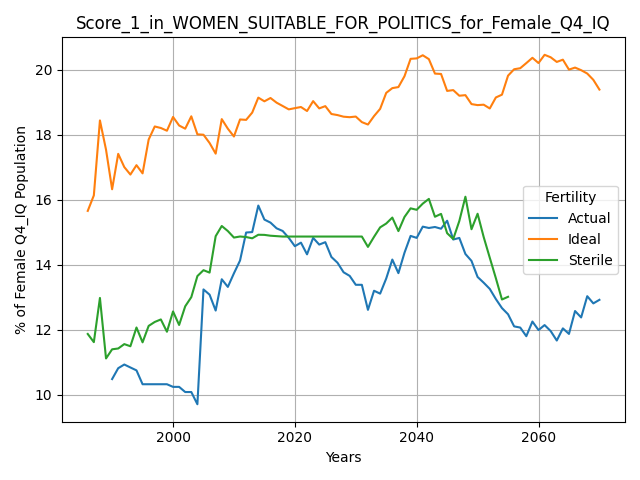 Score_1_in_WOMEN_SUITABLE_FOR_POLITICS_for_Female_Q4_IQ
% of Female Q4_IQ Population
20
18
16
14
12
10
Fertility
Actual
Ideal
Sterile
2000
2020
2040
2060
Years